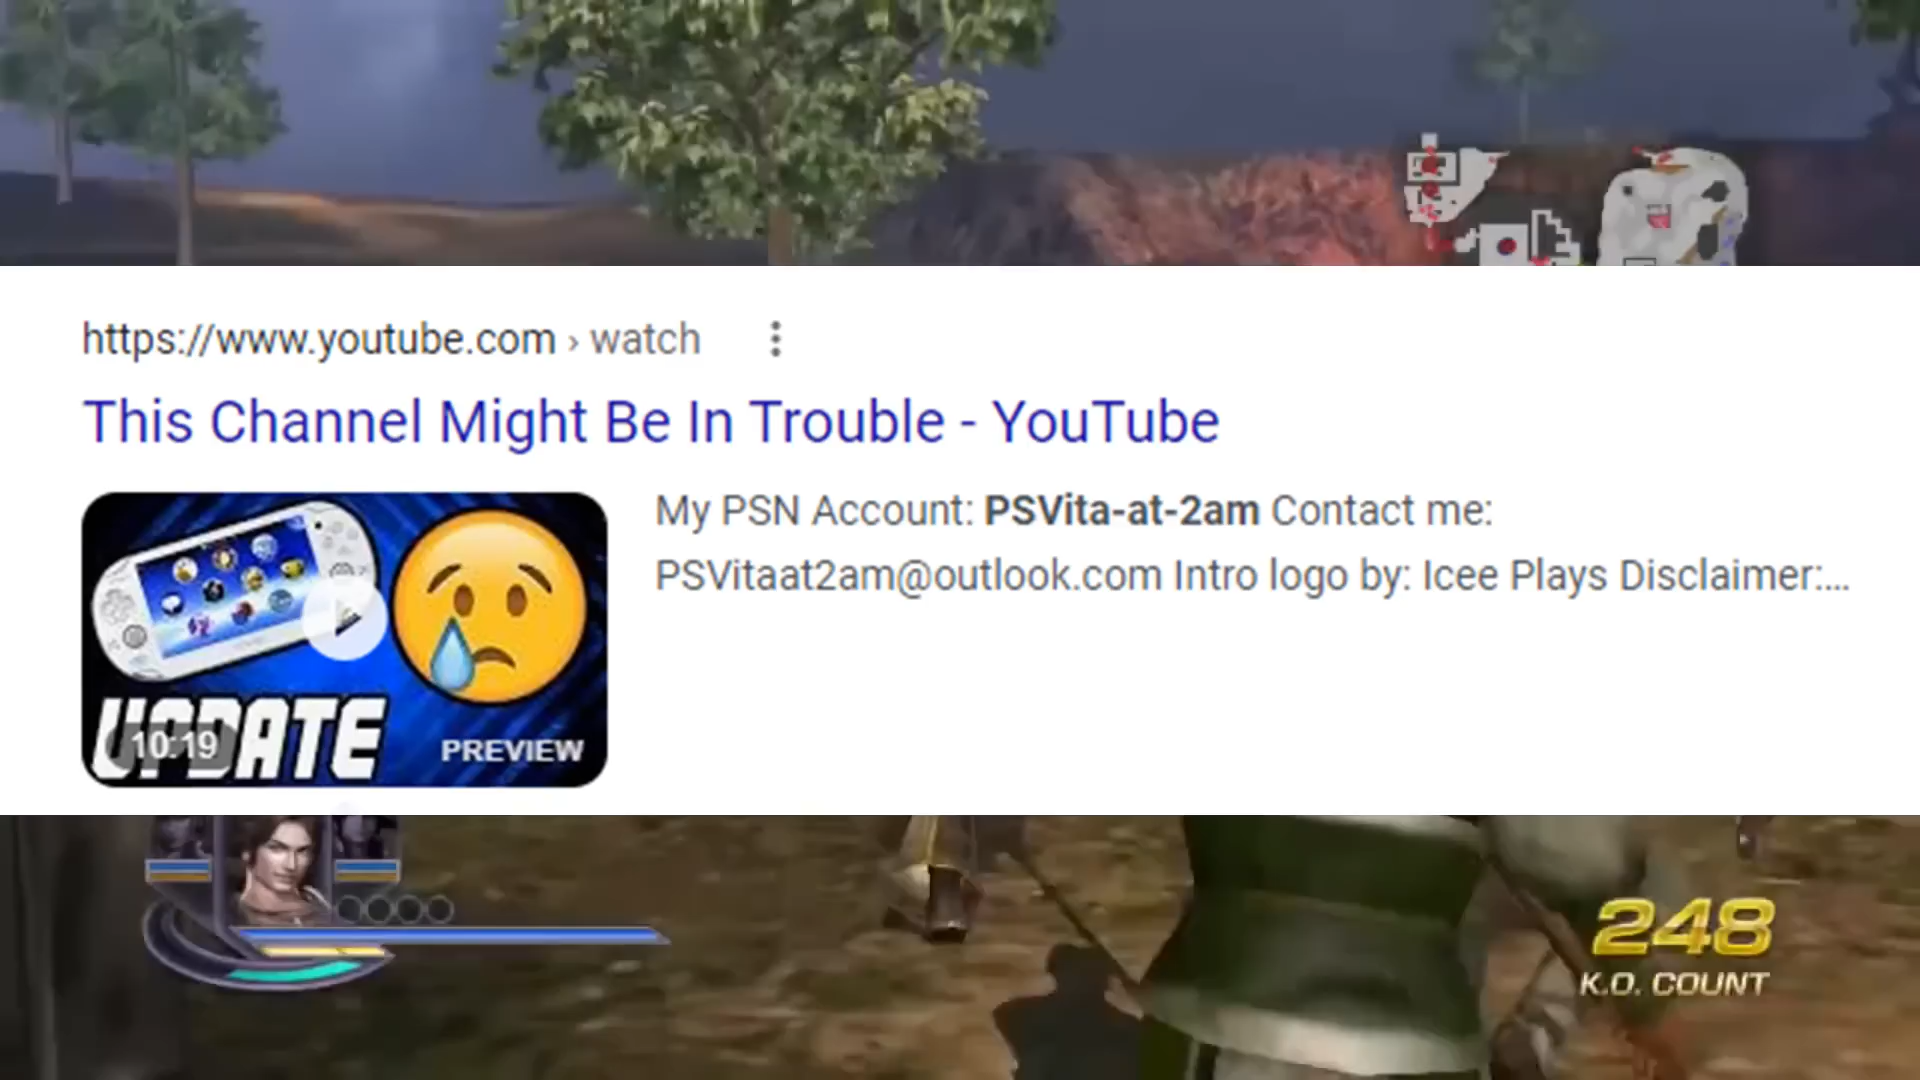 https://www.youtube.com › watch
This Channel Might Be In Trouble - YouTube
My PSN Account: PSVita-at-2am Contact me:
PSVitaat2am@outlook.com Intro logo by: Icee Plays Disclaimer:...
UPDATE
10:19
PREVIEW
248
K.O. COUNT